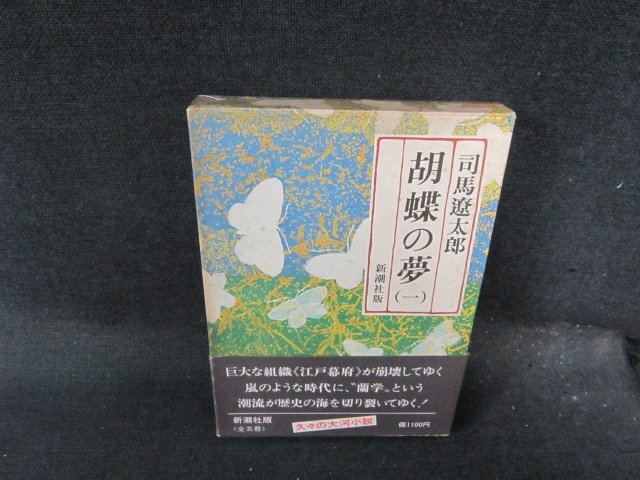 司馬遼太郎
胡蝶の夢
(一)
新潮社版
巨大な組織《江戸幕府》が崩壊してゆく
嵐のような時代に、“蘭学”という
潮流が歴史の海を切り裂いてゆく！
新潮社版
〈全五冊〉
久々の大河小説
価1100円